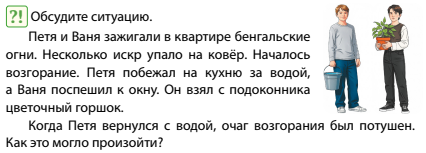 ?! Обсудите ситуацию.
Петя и Ваня зажигали в квартире бенгальские
огни. Несколько искр упало на ковёр. Началось
возгорание. Петя побежал на кухню за водой,
а Ваня поспешил к окну. Он взял с подоконника
цветочный горшок.
Когда Петя вернулся с водой, очаг возгорания был потушен.
Как это могло произойти?